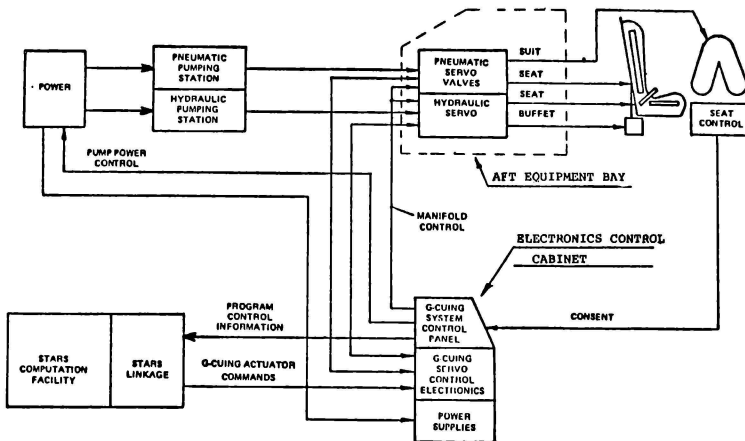 POWER
PNEUMATIC
PUMPING
STATION
HYDRAULIC
PUMPING
STATION
PNEUMATIC
SERVO
VALVES
HYDRAULIC
SERVO
SUIT
SEAT
SEAT
BUFFET
SEAT
CONTROL
PUMP POWER
CONTROL
AFT EQUIPMENT BAY
MANIFOLD
CONTROL
ELECTRONICS CONTROL
CABINET
PROGRAM
CONTROL
INFORMATION
G-CUING
SYSTEM
CONTROL
PANEL
CONSENT
STARS
COMPUTATION
FACILITY
STARS
LINKAGE
G-CUING ACTUATOR
COMMANDS
G-CUING
SERVO
CONTROL
ELECTRONICS
POWER
SUPPLIES